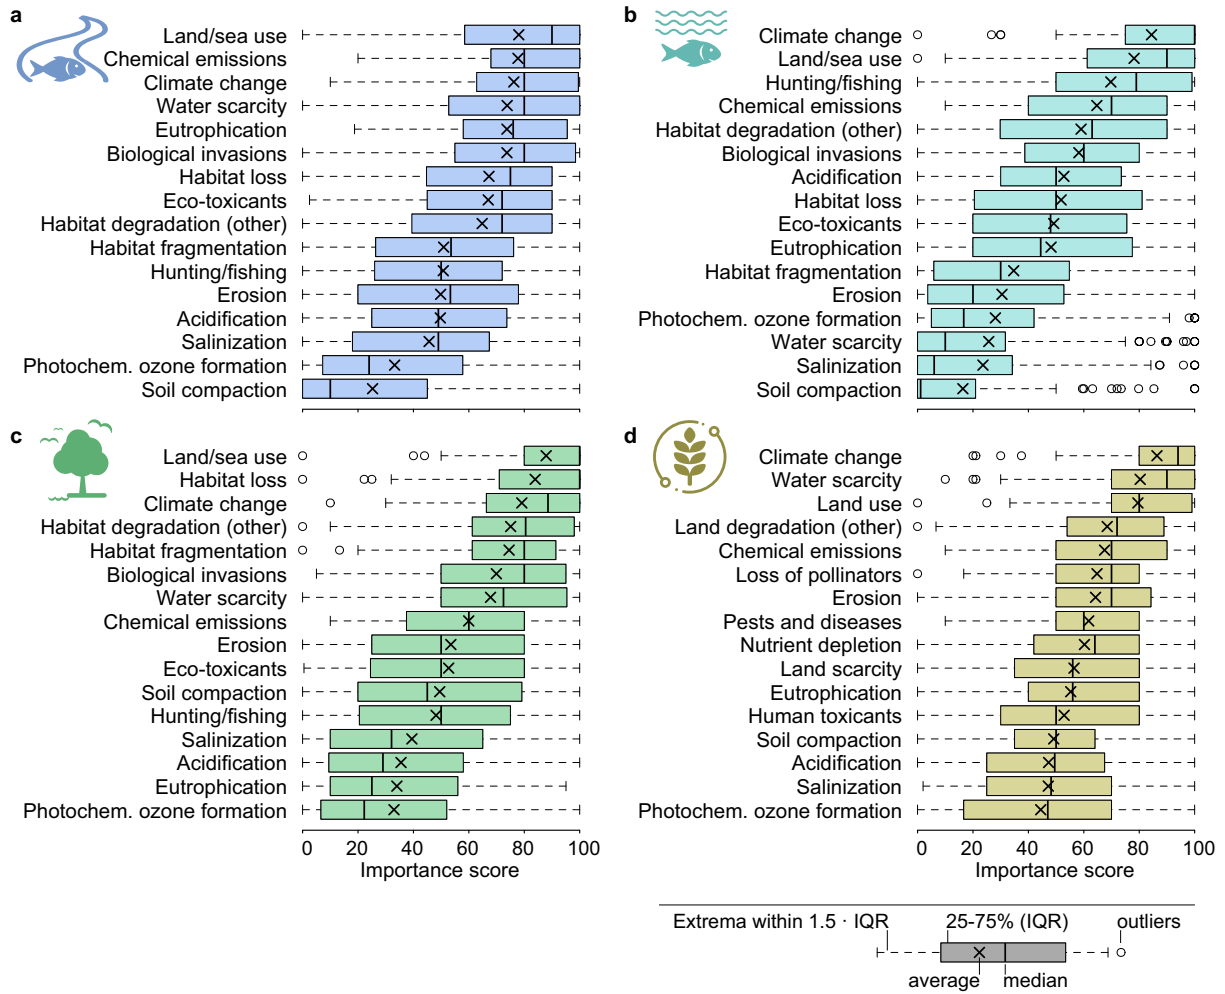 a
Land/sea use
Chemical emissions
Climate change
Water scarcity
Eutrophication
Biological invasions
Habitat loss
Eco-toxicants
Habitat degradation (other)
Habitat fragmentation
Hunting/fishing
Erosion
Acidification
Salinization
Photochem. ozone formation
Soil compaction
b
Climate change
Land/sea use
Hunting/fishing
Chemical emissions
Habitat degradation (other)
Biological invasions
Acidification
Habitat loss
Eco-toxicants
Eutrophication
Habitat fragmentation
Erosion
Photochem. ozone formation
Water scarcity
Salinization
Soil compaction
c
Land/sea use
Habitat loss
Climate change
Habitat degradation (other)
Habitat fragmentation
Biological invasions
Water scarcity
Chemical emissions
Erosion
Eco-toxicants
Soil compaction
Hunting/fishing
Salinization
Acidification
Eutrophication
Photochem. ozone formation
0 20 40 60 80 100
Importance score
d
Climate change
Water scarcity
Land use
Land degradation (other)
Chemical emissions
Loss of pollinators
Erosion
Pests and diseases
Nutrient depletion
Land scarcity
Eutrophication
Human toxicants
Soil compaction
Acidification
Salinization
Photochem. ozone formation
0 20 40 60 80 100
Importance score
Extrema within 1.5 · IQR 25-75% (IQR) outliers
average median